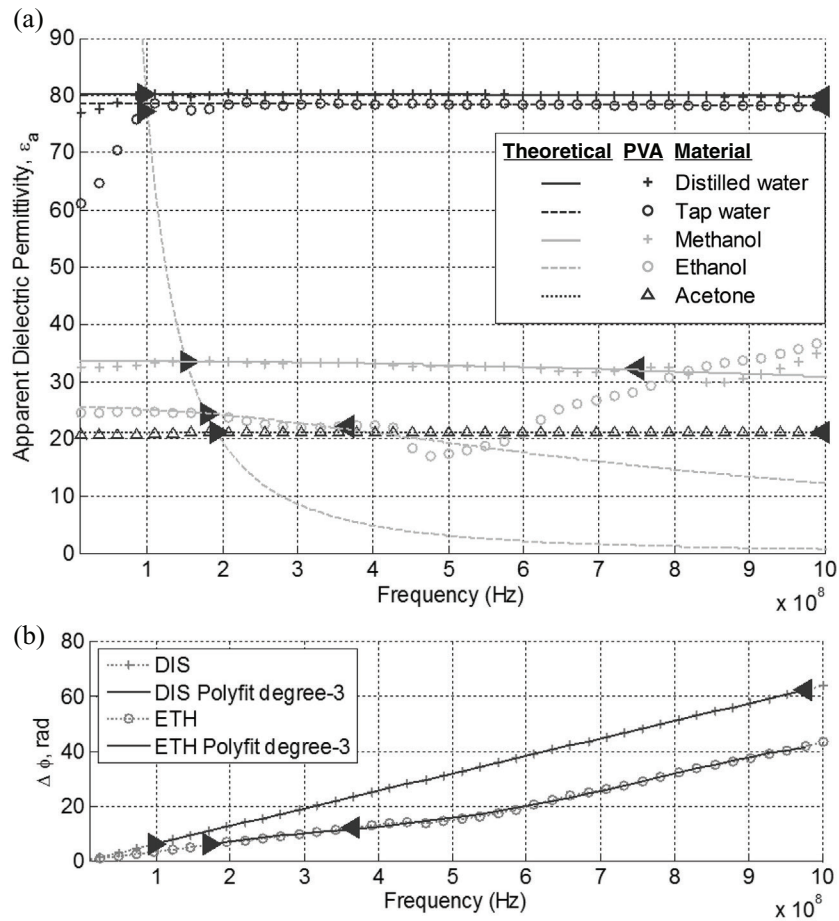 (a)
90
80
70
60
50
40
30
20
10
0
Apparent Dielectric Permittivity, εa
Theoretical PVA Material
Distilled water
Tap water
Methanol
Ethanol
Acetone
1 2 3 4 5 6 7 8 9 10
Frequency (Hz)
x 10^8
(b)
80
60
40
20
0
Δ ϕ, rad
DIS
DIS Polyfit degree-3
ETH
ETH Polyfit degree-3
1 2 3 4 5 6 7 8 9 10
Frequency (Hz)
x 10^8